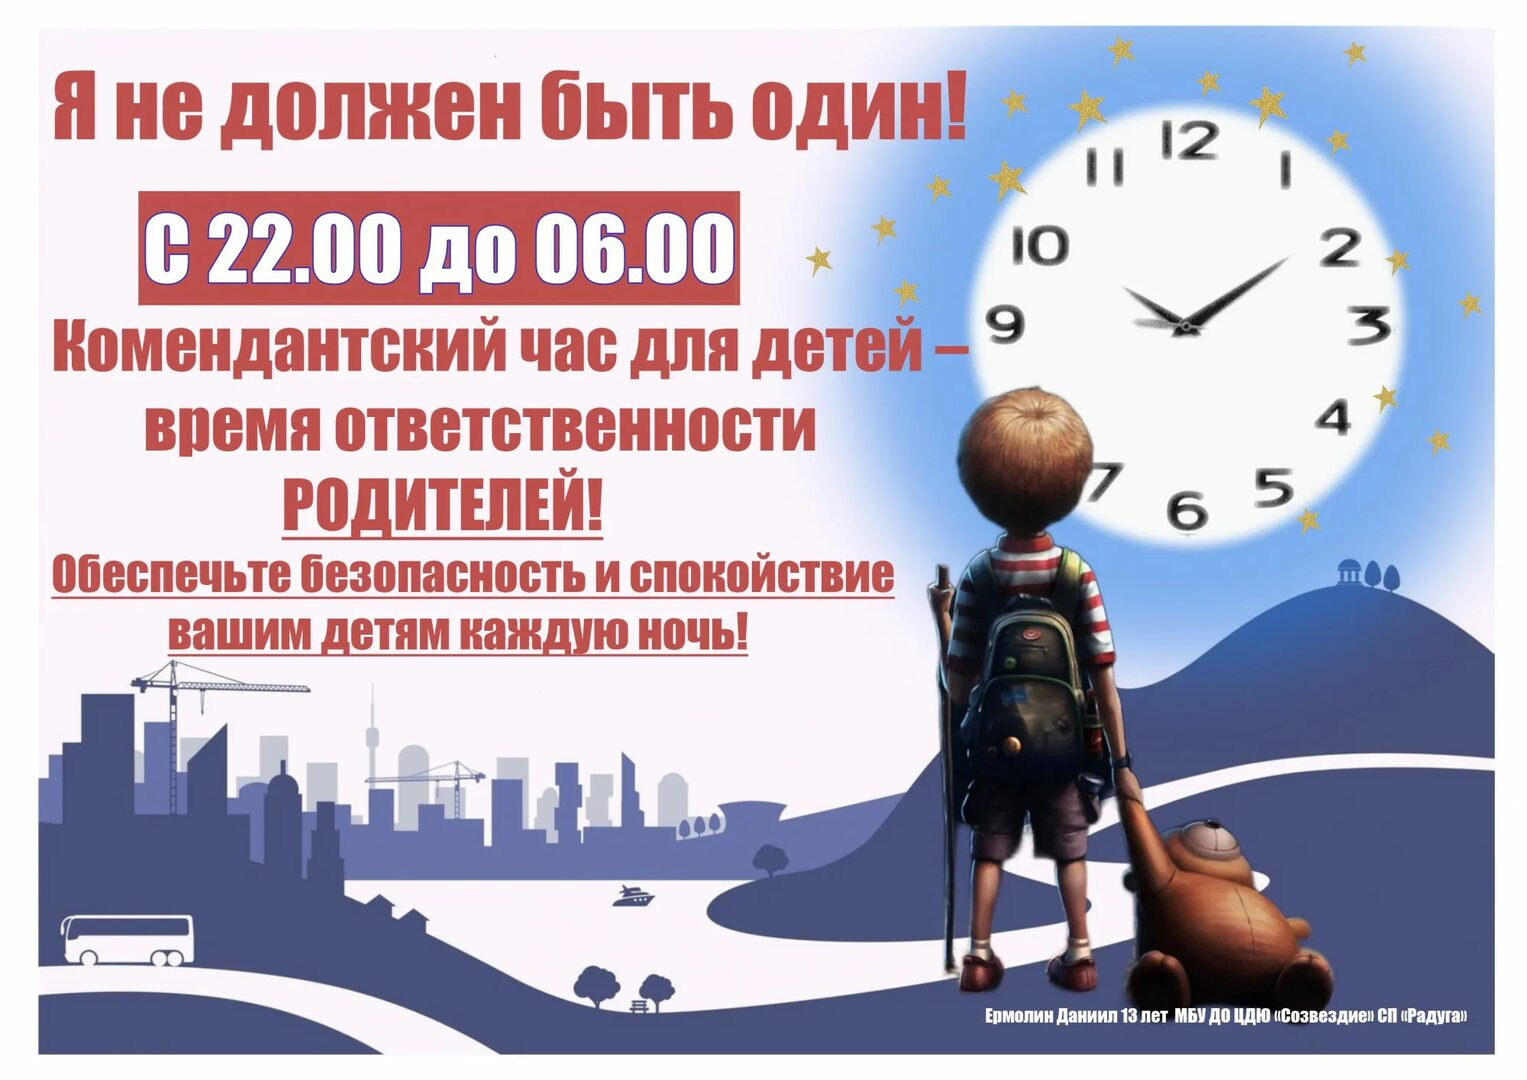 Я не должен быть один!
С 22.00 до 06.00
Комендантский час для детей –
время ответственности
РОДИТЕЛЕЙ!
Обеспечьте безопасность и спокойствие
вашим детям каждую ночь!
12
11
1
10
2
9
3
4
7
5
6
Ермолин Даниил 13 лет МБУ ДО ЦДЮ «Созвездие» СП «Радуга»